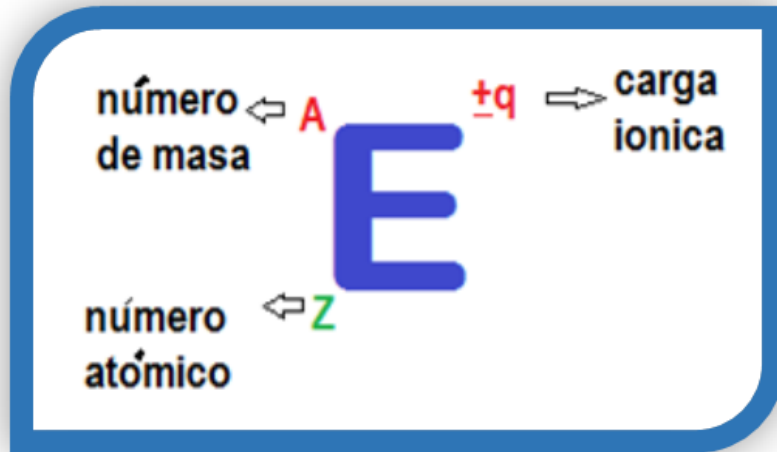 número
de masa
A
E
±q
carga
ionica
número
atómico
Z